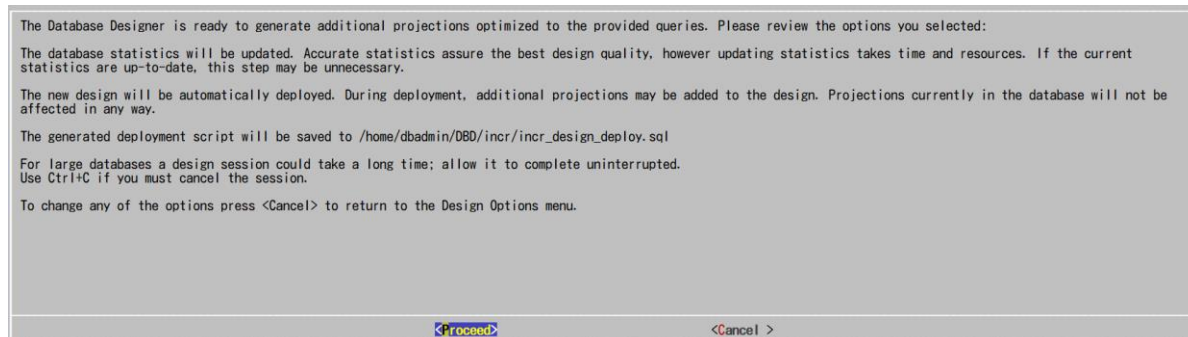 The Database Designer is ready to generate additional projections optimized to the provided queries. Please review the options you selected:
The database statistics will be updated. Accurate statistics assure the best design quality, however updating statistics takes time and resources. If the current
statistics are up-to-date, this step may be unnecessary.
The new design will be automatically deployed. During deployment, additional projections may be added to the design. Projections currently in the database will not be
affected in any way.
The generated deployment script will be saved to /home/dbadmin/DBD/incr/incr_design_deploy.sql
For large databases a design session could take a long time; allow it to complete uninterrupted.
Use Ctrl+C if you must cancel the session.
To change any of the options press <Cancel> to return to the Design Options menu.
<Proceed> <Cancel >